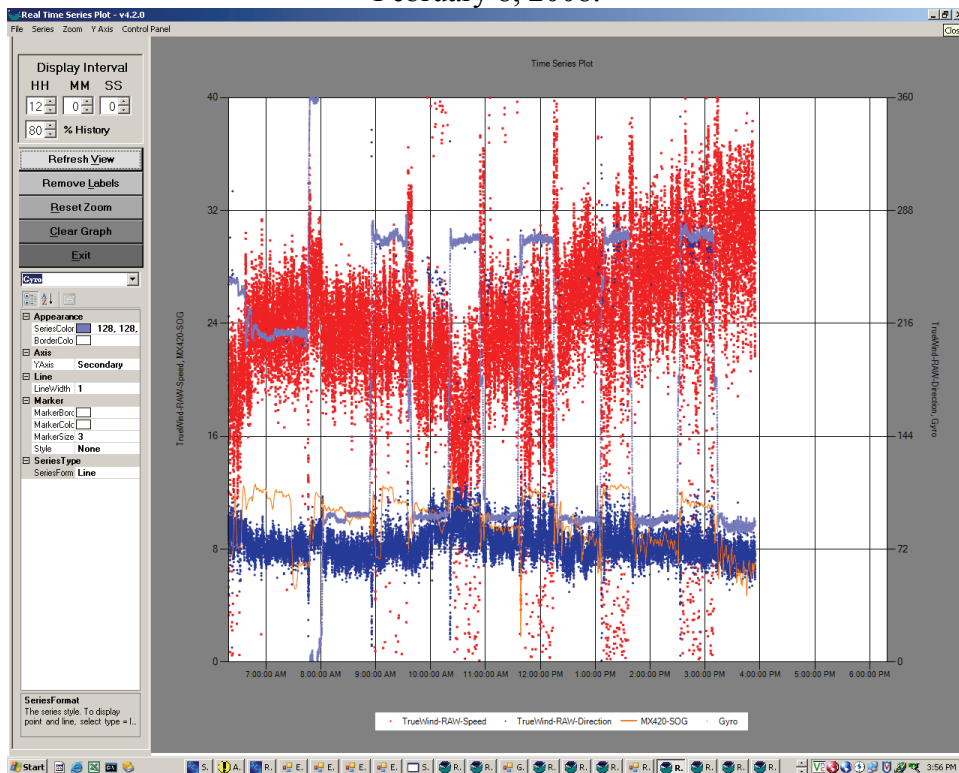 February 6, 2008.
Real Time Series Plot - v4.2.0
File Series Zoom Y Axis Control Panel
Clos
Display Interval
HH MM SS
12 0 0
80 % History
Refresh View
Remove Labels
Reset Zoom
Clear Graph
Exit
Gyro
Appearance
SeriesColor 128, 128,
BorderColo
Axis
YAxis Secondary
Line
LineWidth 1
Marker
MarkerBorc
MarkerColc
MarkerSize 3
Style None
SeriesType
SeriesForm Line
SeriesFormat
The series style. To display
point and line, select type = l...
Time Series Plot
40 360
32 288
24 216
16 144
8 72
0 0
TrueWind-RAW-Speed, MX420-SOG
TrueWind-RAW-Direction, Gyro
7:00:00 AM 8:00:00 AM 9:00:00 AM 10:00:00 AM 11:00:00 AM 12:00:00 PM 1:00:00 PM 2:00:00 PM 3:00:00 PM 4:00:00 PM 5:00:00 PM 6:00:00 PM
TrueWind-RAW-Speed TrueWind-RAW-Direction MX420-SOG Gyro
Start S. A. R. E. E. E. E. S. R. R. E. G. R. R. R. R. R. R. R. R. 3:56 PM